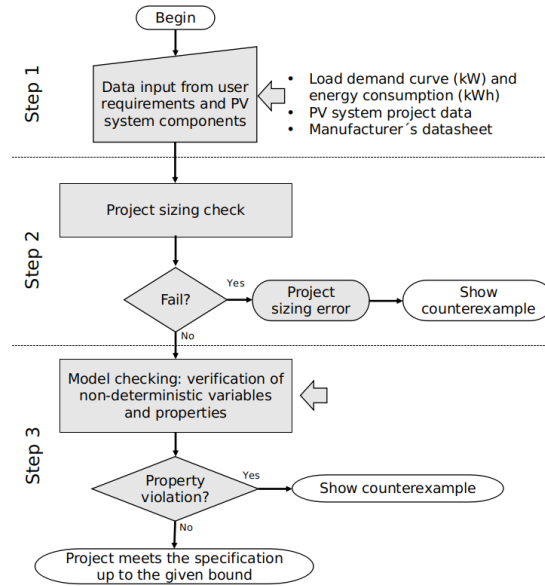 Begin
Step 1
Data input from user
requirements and PV
system components
• Load demand curve (kW) and
energy consumption (kWh)
• PV system project data
• Manufacturer´s datasheet
Step 2
Project sizing check
Fail?
Yes
Project
sizing error
Show
counterexample
No
Step 3
Model checking: verification of
non-deterministic variables
and properties
Property
violation?
Yes
Show counterexample
No
Project meets the specification
up to the given bound